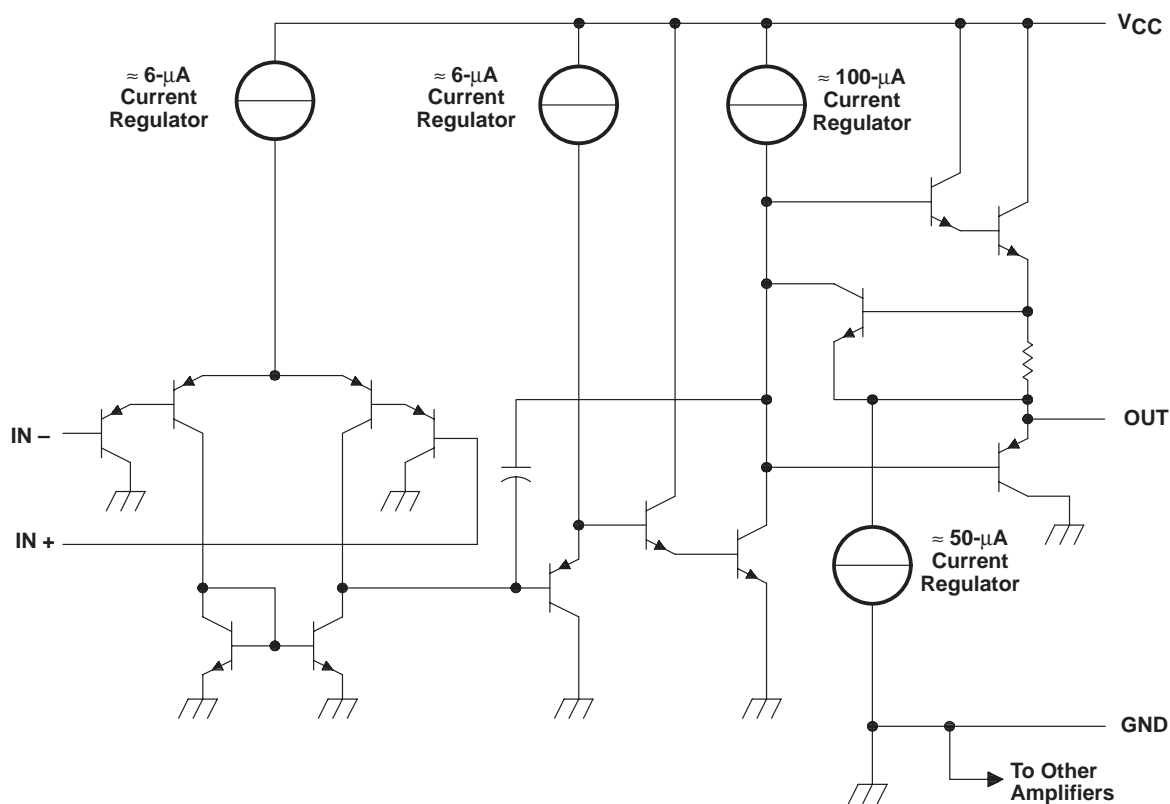 VCC
≈ 6-μA
Current
Regulator
≈ 6-μA
Current
Regulator
≈ 100-μA
Current
Regulator
IN –
OUT
IN +
≈ 50-μA
Current
Regulator
GND
To Other
Amplifiers